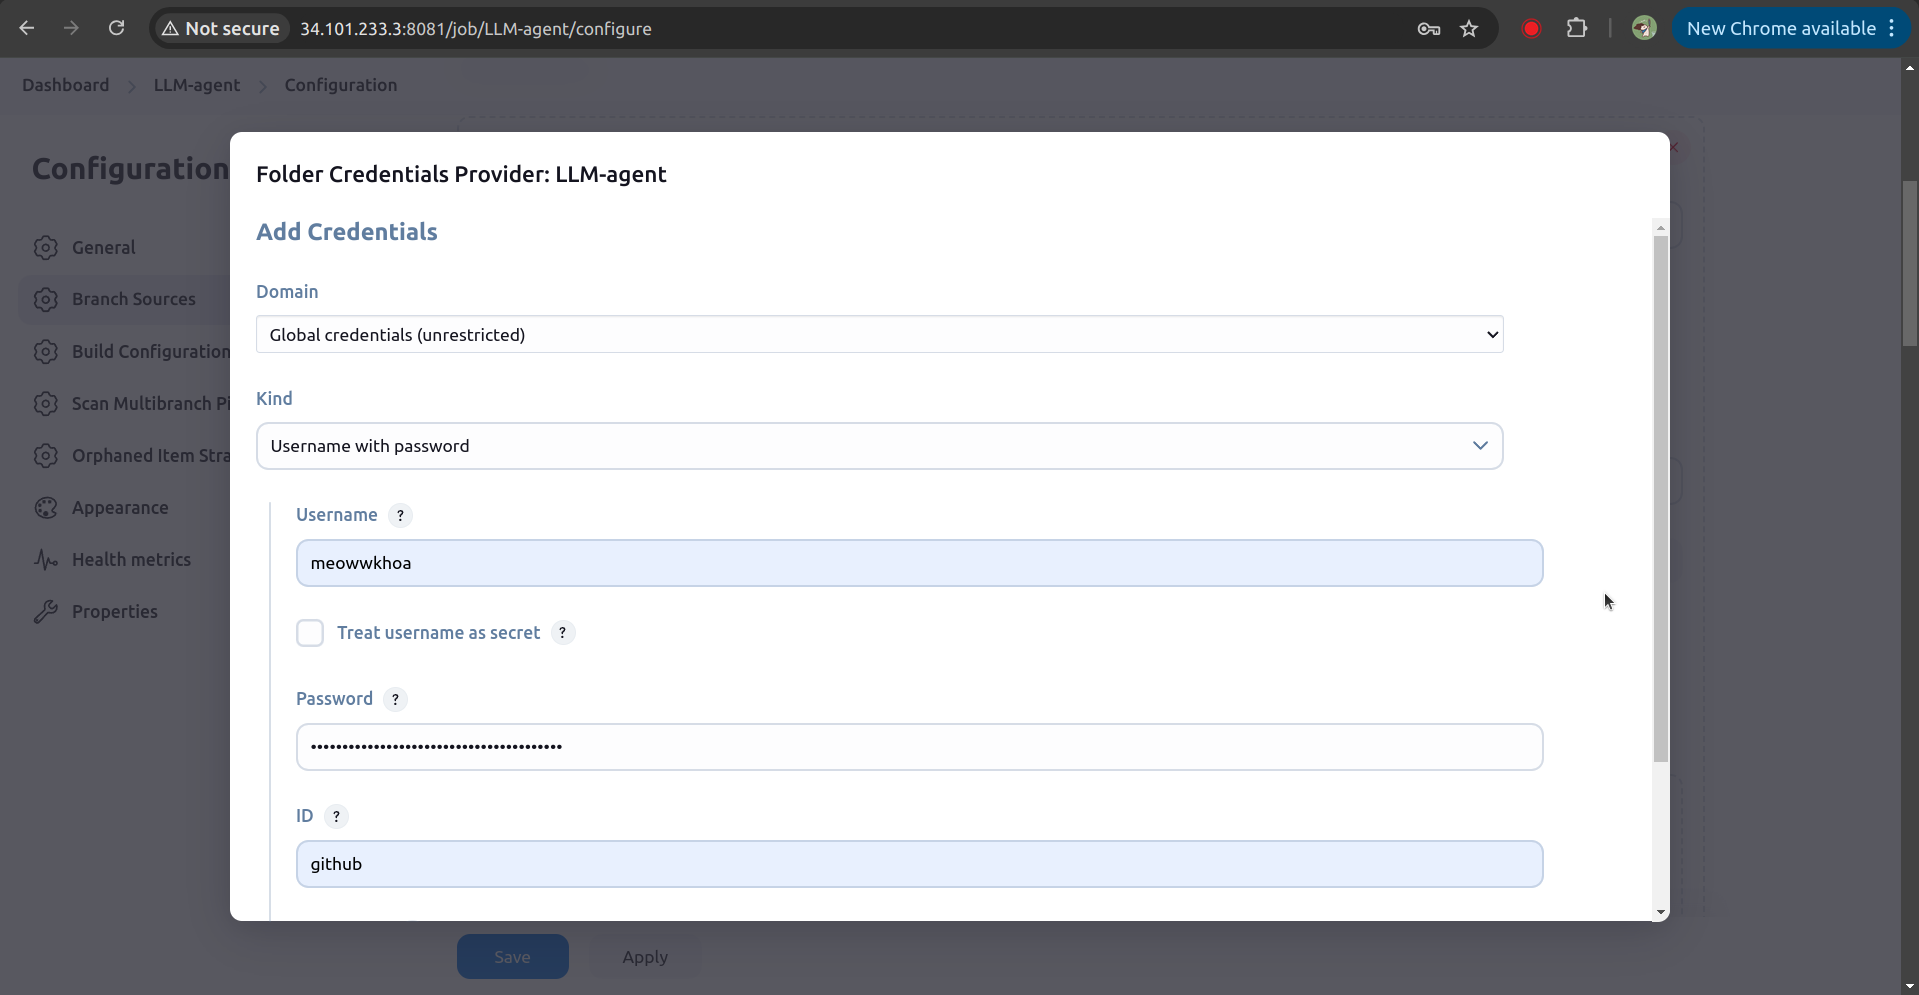 Not secure 34.101.233.3:8081/job/LLM-agent/configure New Chrome available
Dashboard LLM-agent Configuration
Configuration
General
Branch Sources
Build Configuration
Scan Multibranch Pi
Orphaned Item Stra
Appearance
Health metrics
Properties
Folder Credentials Provider: LLM-agent
Add Credentials
Domain
Global credentials (unrestricted)
Kind
Username with password
Username ?
meowwkhoa
Treat username as secret ?
Password ?
••••••••••••••••••••••••••••••••••••••••
ID ?
github
Save Apply